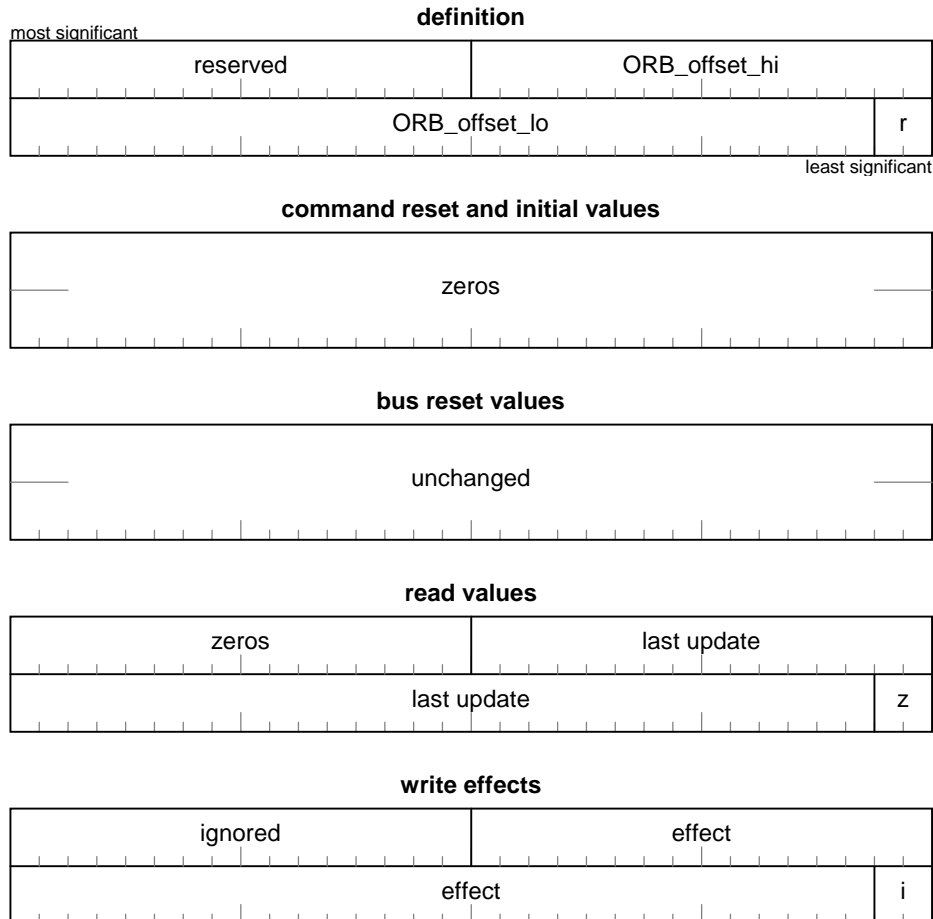 definition
most significant
reserved ORB_offset_hi
ORB_offset_lo r
least significant
command reset and initial values
zeros
bus reset values
unchanged
read values
zeros last update
last update z
write effects
ignored effect
effect i